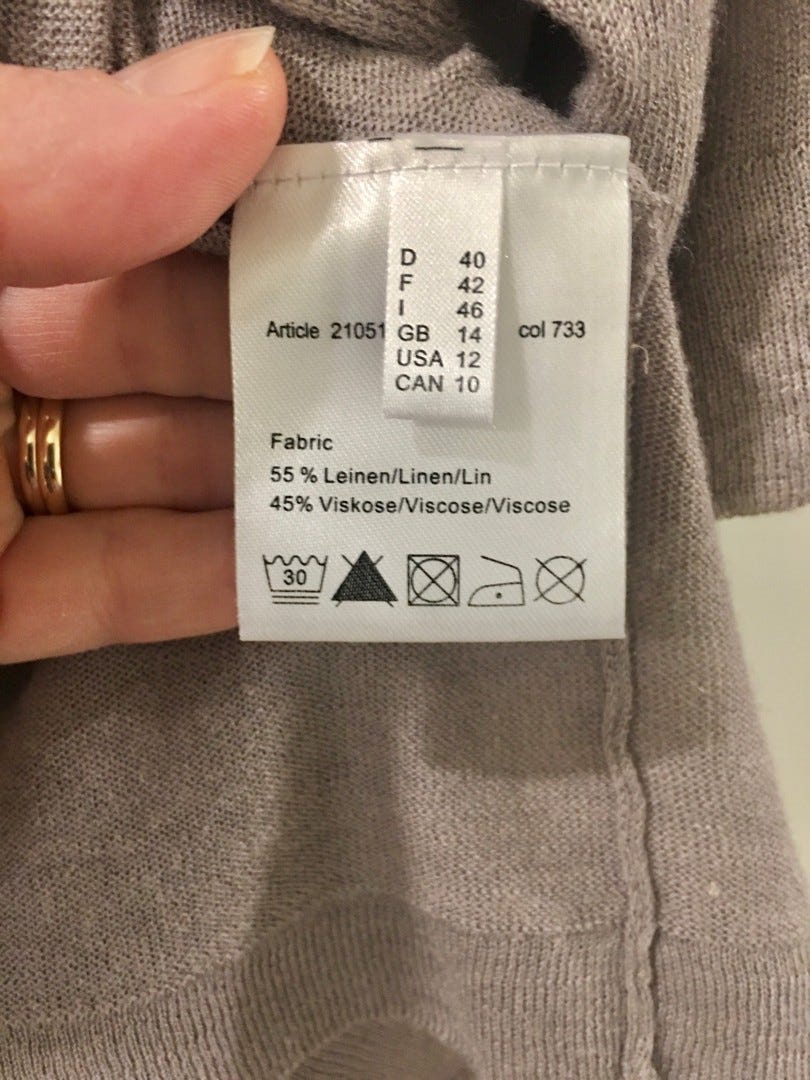 D 40
F 42
I 46
Article 21051 GB 14 col 733
USA 12
CAN 10
Fabric
55 % Leinen/Linen/Lin
45% Viskose/Viscose/Viscose
30